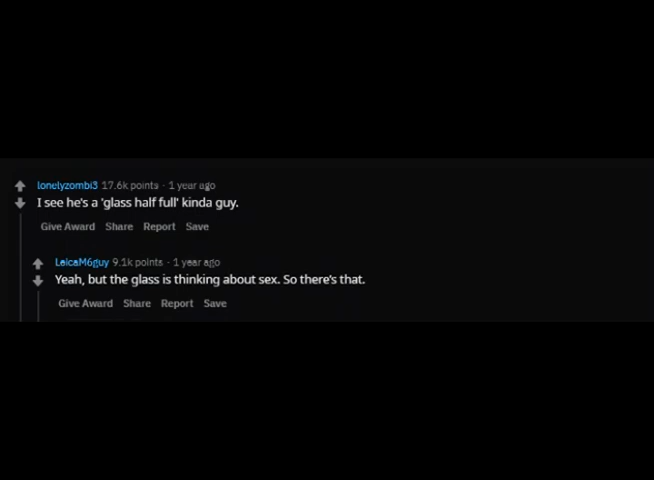 lonelyzombi3 17.6k points · 1 year ago
I see he's a 'glass half full' kinda guy.
Give Award Share Report Save
LeicaM6guy 9.1k points · 1 year ago
Yeah, but the glass is thinking about sex. So there's that.
Give Award Share Report Save